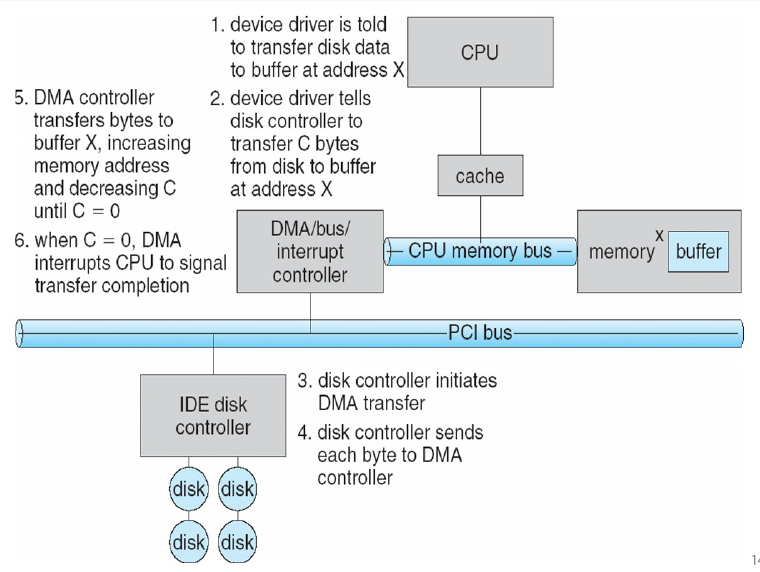 1. device driver is told
to transfer disk data
to buffer at address X
CPU
5. DMA controller
transfers bytes to
buffer X, increasing
memory address
and decreasing C
until C = 0
2. device driver tells
disk controller to
transfer C bytes
from disk to buffer
at address X
cache
6. when C = 0, DMA
interrupts CPU to signal
transfer completion
DMA/bus/
interrupt
controller
CPU memory bus
memory
X
buffer
PCI bus
IDE disk
controller
3. disk controller initiates
DMA transfer
4. disk controller sends
each byte to DMA
controller
disk
disk
disk
disk